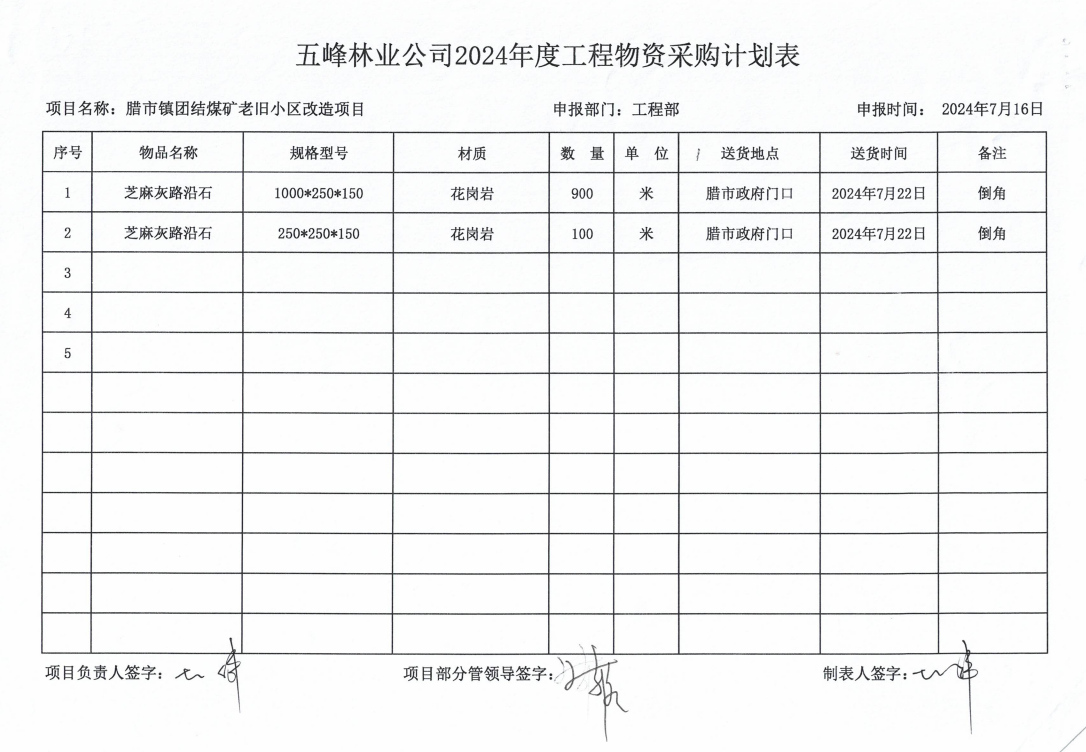 五峰林业公司2024年度工程物资采购计划表
项目名称：腊市镇团结煤矿老旧小区改造项目 申报部门：工程部 申报时间： 2024年7月16日
序号 物品名称 规格型号 材质 数 量 单 位 送货地点 送货时间 备注
1 芝麻灰路沿石 1000*250*150 花岗岩 900 米 腊市政府门口 2024年7月22日 倒角
2 芝麻灰路沿石 250*250*150 花岗岩 100 米 腊市政府门口 2024年7月22日 倒角
3
4
5
项目负责人签字： 项目部分管领导签字： 制表人签字：